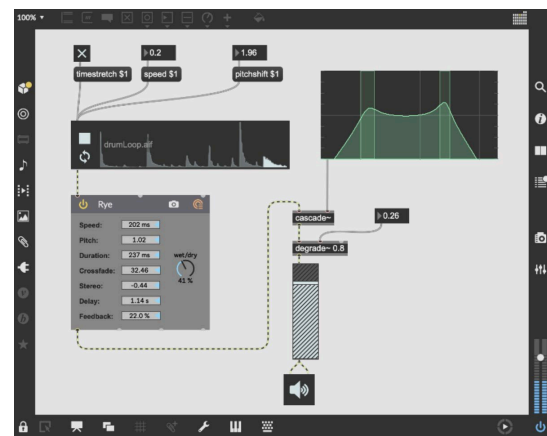 100% ▾
0.2
1.96
timestretch $1
speed $1
pitchshift $1
drumLoop.aif
Rye
Speed: 202 ms
Pitch: 1.02
Duration: 237 ms
wet/dry
Crossfade: 32.46
41 %
Stereo: -0.44
Delay: 1.14 s
Feedback: 22.0 %
cascade~
0.26
degrade~ 0.8